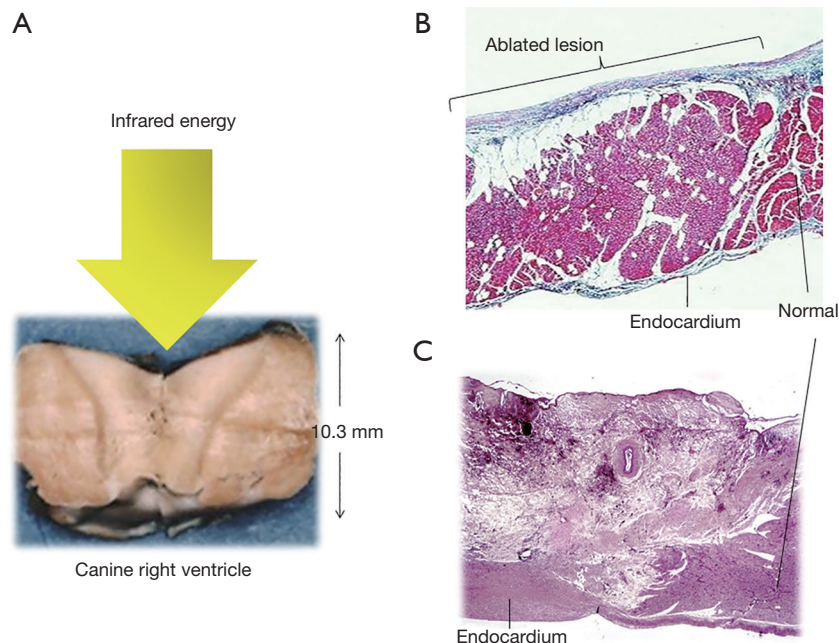 A
Infrared energy
10.3 mm
Canine right ventricle
B
Ablated lesion
Endocardium
Normal
C
Endocardium